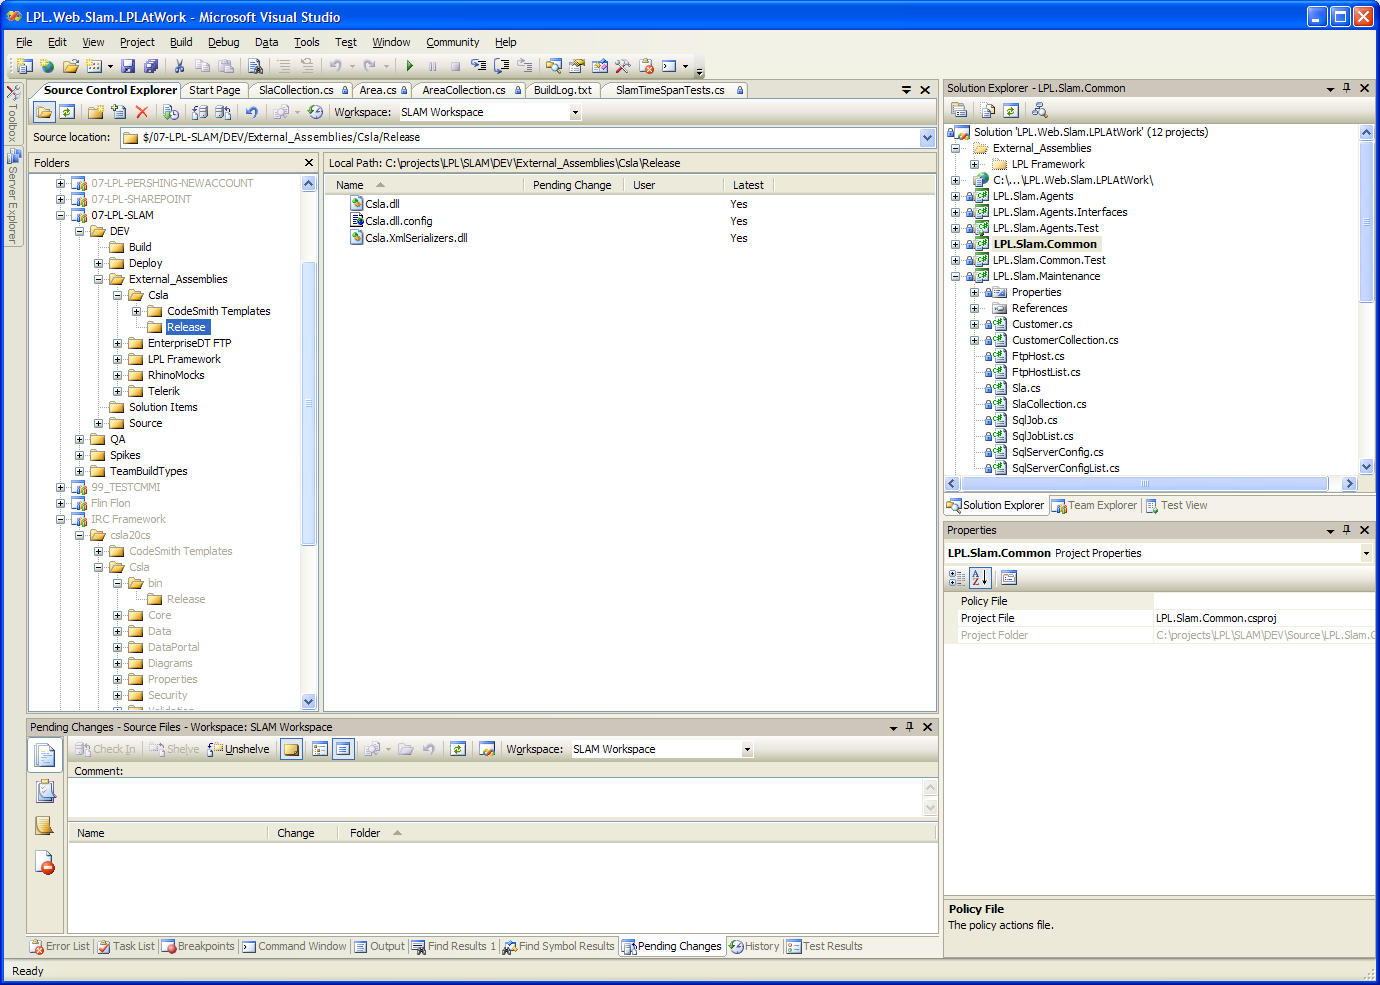 LPL.Web.Slam.LPLAtWork - Microsoft Visual Studio
File Edit View Project Build Debug Data Tools Test Window Community Help
Toolbox
Server Explorer
Source Control Explorer Start Page SlaCollection.cs Area.cs AreaCollection.cs BuildLog.txt SlamTimeSpanTests.cs
Workspace: SLAM Workspace
Source location: $/07-LPL-SLAM/DEV/External_Assemblies/Csla/Release
Folders
07-LPL-PERSHING-NEWACCOUNT
07-LPL-SHAREPOINT
07-LPL-SLAM
DEV
Build
Deploy
External_Assemblies
Csla
CodeSmith Templates
Release
EnterpriseDT FTP
LPL Framework
RhinoMocks
Telerik
Solution Items
Source
QA
Spikes
TeamBuildTypes
99_TESTCMMI
Flin Flon
IRC Framework
csla20cs
CodeSmith Templates
Csla
bin
Release
Core
Data
DataPortal
Diagrams
Properties
Security
Local Path: C:\projects\LPL\SLAM\DEV\External_Assemblies\Csla\Release
Name Pending Change User Latest
Csla.dll Yes
Csla.dll.config Yes
Csla.XmlSerializers.dll Yes
Solution Explorer - LPL.Slam.Common
Solution 'LPL.Web.Slam.LPLAtWork' (12 projects)
External_Assemblies
LPL Framework
C:\...\LPL.Web.Slam.LPLAtWork\
LPL.Slam.Agents
LPL.Slam.Agents.Interfaces
LPL.Slam.Agents.Test
LPL.Slam.Common
LPL.Slam.Common.Test
LPL.Slam.Maintenance
Properties
References
Customer.cs
CustomerCollection.cs
FtpHost.cs
FtpHostList.cs
Sla.cs
SlaCollection.cs
SqlJob.cs
SqlJobList.cs
SqlServerConfig.cs
SqlServerConfigList.cs
Solution Explorer Team Explorer Test View
Properties
LPL.Slam.Common Project Properties
Policy File
Project File LPL.Slam.Common.csproj
Project Folder C:\projects\LPL\SLAM\DEV\Source\LPL.Slam.C
Policy File
The policy actions file.
Pending Changes - Source Files - Workspace: SLAM Workspace
Check In Shelve Unshelve Workspace: SLAM Workspace
Comment:
Name Change Folder
Error List Task List Breakpoints Command Window Output Find Results 1 Find Symbol Results Pending Changes History Test Results
Ready